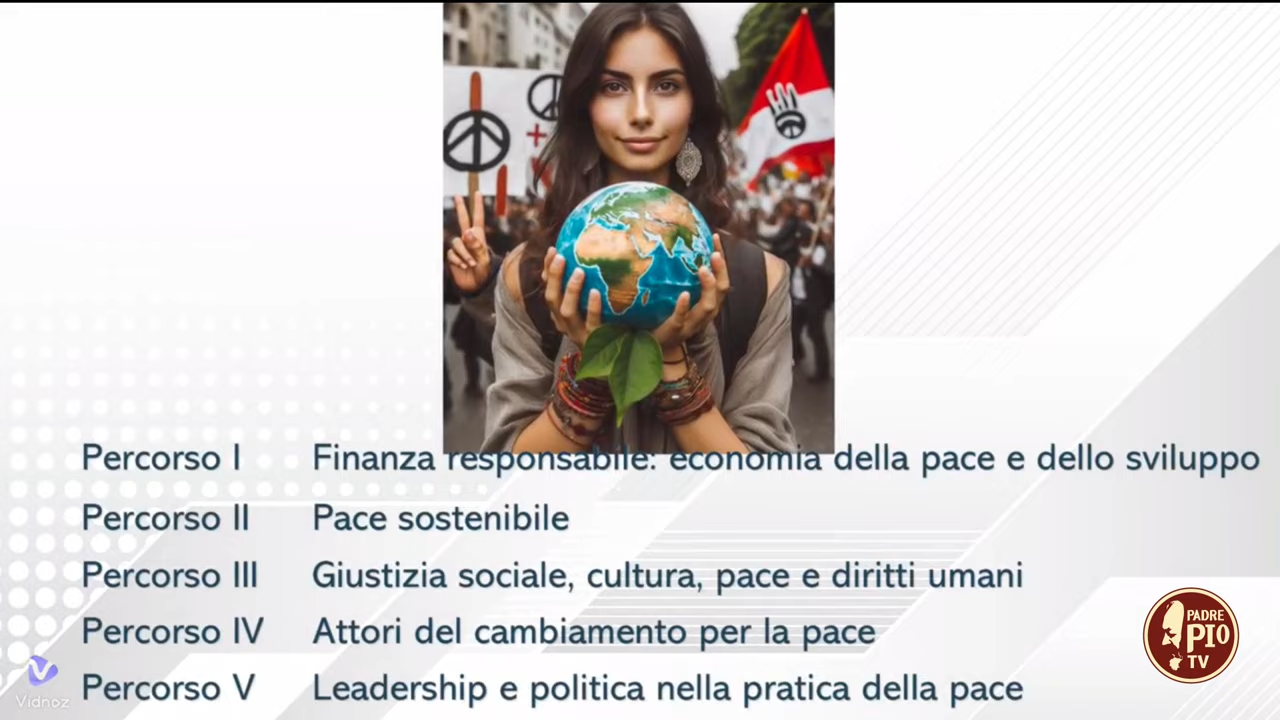 Percorso I Finanza responsabile: economia della pace e dello sviluppo
Percorso II Pace sostenibile
Percorso III Giustizia sociale, cultura, pace e diritti umani
Percorso IV Attori del cambiamento per la pace
Percorso V Leadership e politica nella pratica della pace
PADRE
PIO
TV
Vidnoz